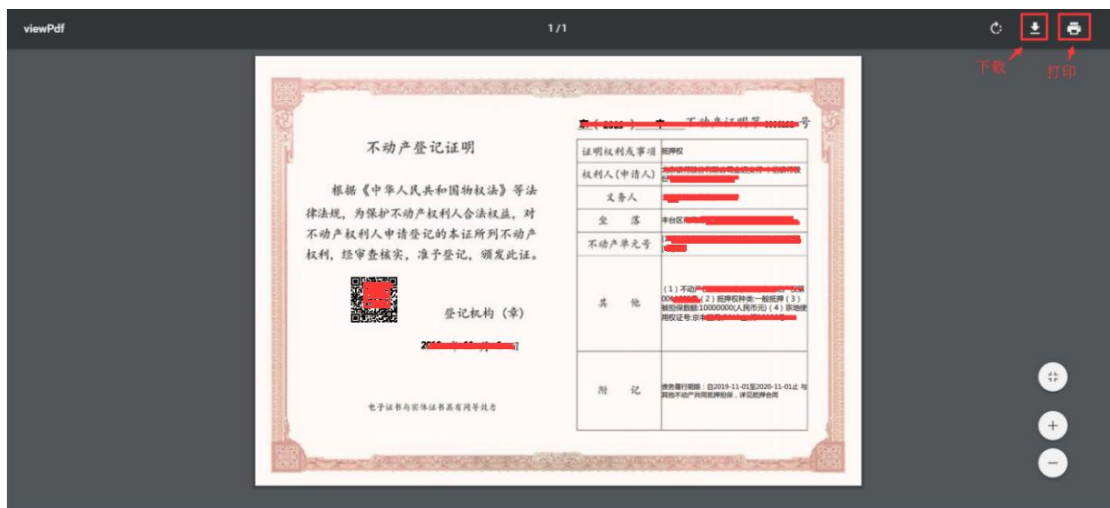 viewPdf
1 / 1
下载
打印
不动产登记证明
根据《中华人民共和国物权法》等法
律法规，为保护不动产权利人合法权益，对
不动产权利人申请登记的本证所列不动产
权利，经审查核实，准予登记，颁发此证。
登记机构（章）
电子证书与实体证书具有同等效力
号
证明权利或事项 抵押权
权利人(申请人)
义务人
坐 落 丰台区
不动产单元号
其 他
（1）不动产
（2）抵押权种类:一般抵押（3）
被担保数额:10000000(人民币元)（4）宗地使
用权证号:京
附 记
债务履行期限：自2019-11-01至2020-11-01止 与
其他不动产共同抵押担保，详见抵押合同